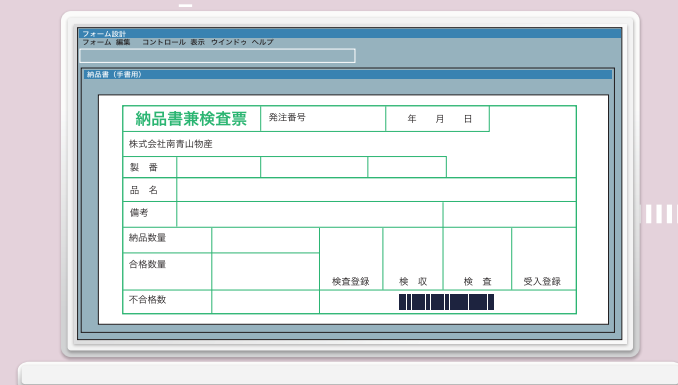 フォーム設計
フォーム 編集 コントロール 表示 ウインドゥ ヘルプ
納品書（手書用）
納品書兼検査票 発注番号 年 月 日
株式会社南青山物産
製 番
品 名
備考
納品数量
合格数量
検査登録 検 収 検 査 受入登録
不合格数